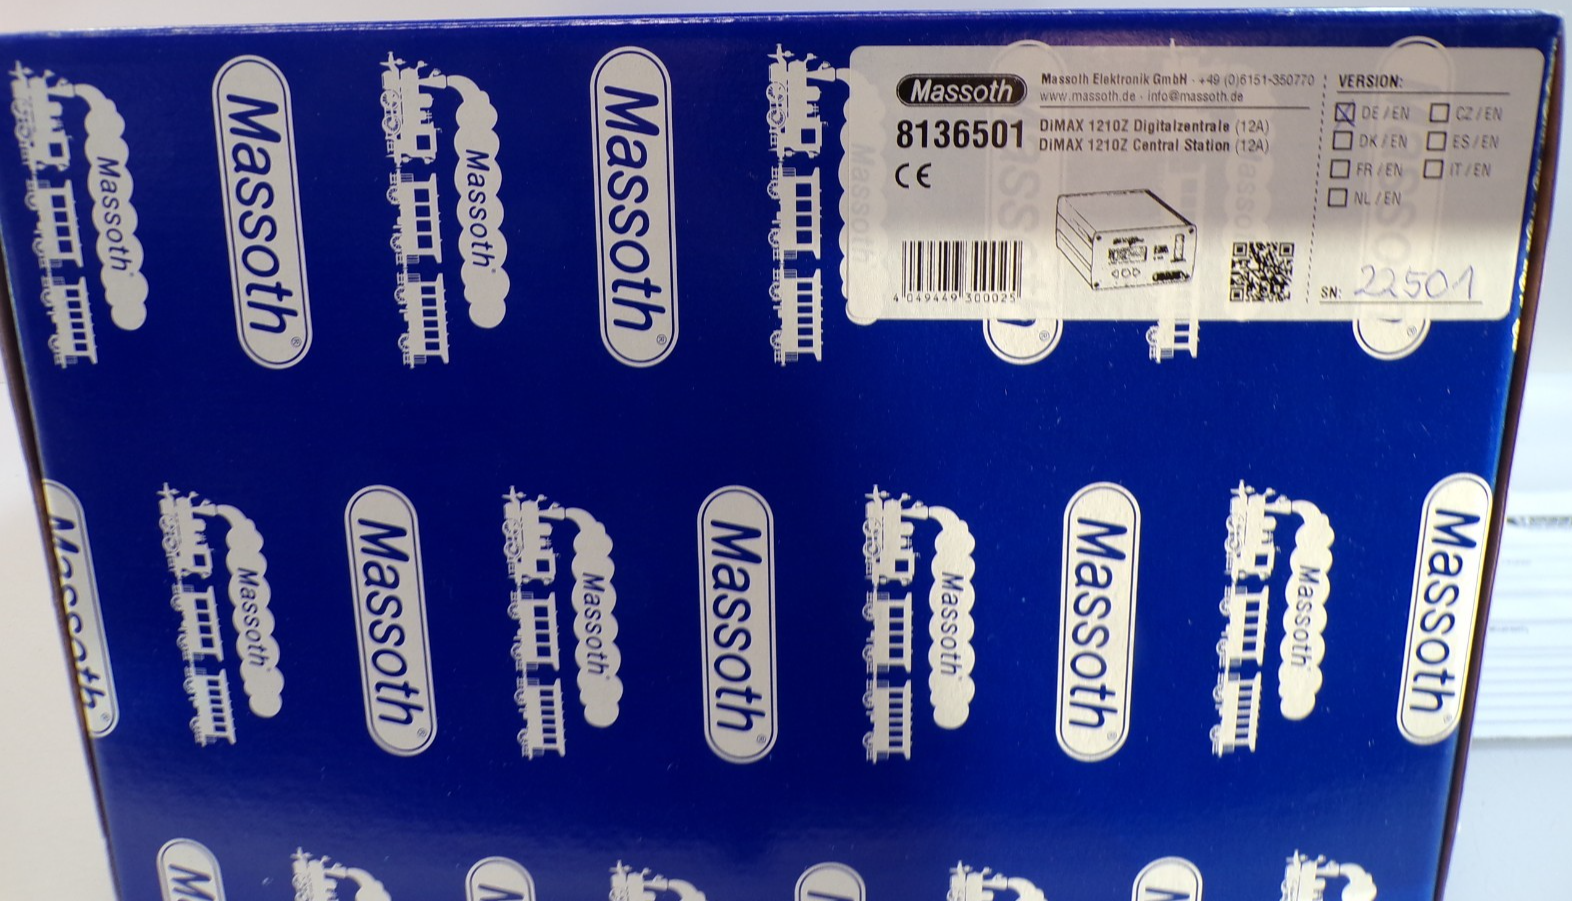 Massoth
Massoth Elektronik GmbH · +49 (0)6151-350770
www.massoth.de · info@massoth.de
8136501
DiMAX 1210Z Digitalzentrale (12A)
DiMAX 1210Z Central Station (12A)
CE
4 049449 300025
VERSION:
DE / EN
CZ / EN
DK / EN
ES / EN
FR / EN
IT / EN
NL / EN
SN: 22501
Massoth
Massoth®
Massoth
Massoth®
Massoth
Massoth®
Massoth
Massoth®
Massoth
Massoth®
Massoth
Massoth®
Massoth
Massoth